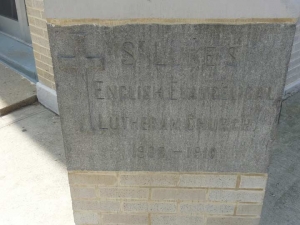 ST. LUKE'S
ENGLISH EVANGELICAL
LUTHERAN CHURCH